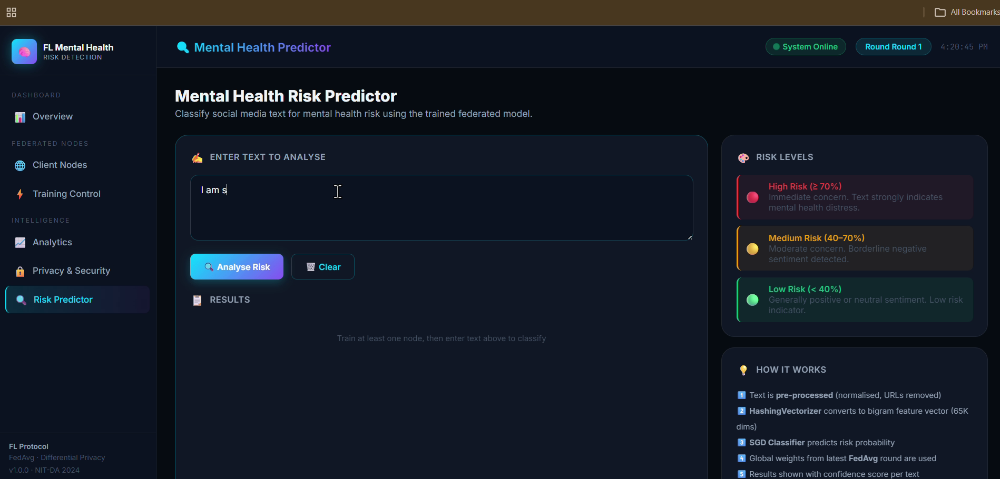 All Bookmarks
FL Mental Health
RISK DETECTION
DASHBOARD
Overview
FEDERATED NODES
Client Nodes
Training Control
INTELLIGENCE
Analytics
Privacy & Security
Risk Predictor
FL Protocol
FedAvg · Differential Privacy
v1.0.0 · NIT-DA 2024
Mental Health Predictor
System Online
Round Round 1
4:20:45 PM
Mental Health Risk Predictor
Classify social media text for mental health risk using the trained federated model.
ENTER TEXT TO ANALYSE
I am s
Analyse Risk
Clear
RESULTS
Train at least one node, then enter text above to classify
RISK LEVELS
High Risk (≥ 70%)
Immediate concern. Text strongly indicates
mental health distress.
Medium Risk (40–70%)
Moderate concern. Borderline negative
sentiment detected.
Low Risk (< 40%)
Generally positive or neutral sentiment. Low risk
indicator.
HOW IT WORKS
1 Text is pre-processed (normalised, URLs removed)
2 HashingVectorizer converts to bigram feature vector (65K
dims)
3 SGD Classifier predicts risk probability
4 Global weights from latest FedAvg round are used
5 Results shown with confidence score per text